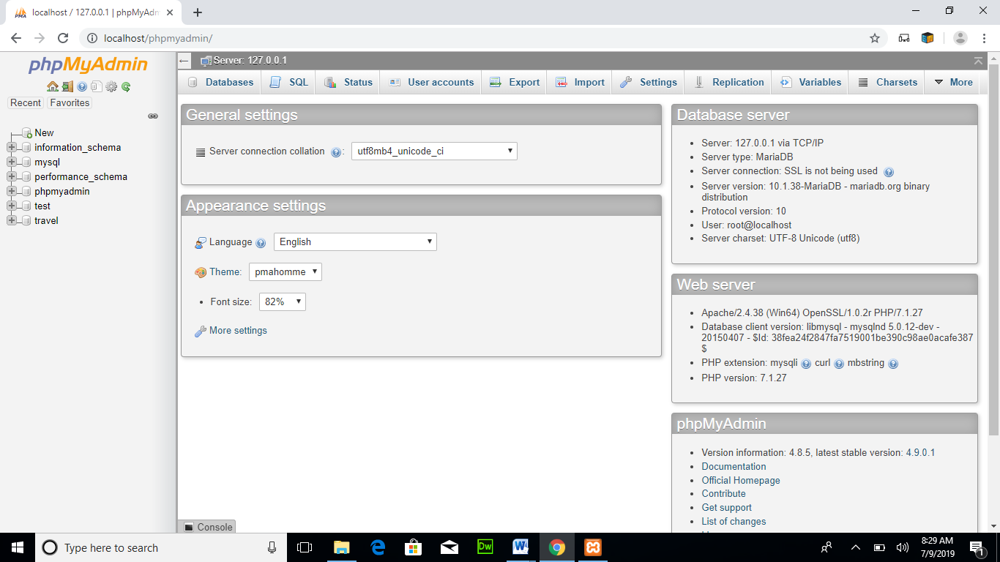 localhost / 127.0.0.1 | phpMyAdm
localhost/phpmyadmin/
phpMyAdmin
Recent Favorites
New
information_schema
mysql
performance_schema
phpmyadmin
test
travel
Server: 127.0.0.1
Databases SQL Status User accounts Export Import Settings Replication Variables Charsets More
General settings
Server connection collation : utf8mb4_unicode_ci
Appearance settings
Language English
Theme: pmahomme
• Font size: 82%
More settings
Database server
• Server: 127.0.0.1 via TCP/IP
• Server type: MariaDB
• Server connection: SSL is not being used
• Server version: 10.1.38-MariaDB - mariadb.org binary
distribution
• Protocol version: 10
• User: root@localhost
• Server charset: UTF-8 Unicode (utf8)
Web server
• Apache/2.4.38 (Win64) OpenSSL/1.0.2r PHP/7.1.27
• Database client version: libmysql - mysqlnd 5.0.12-dev -
20150407 - $Id: 38fea24f2847fa7519001be390c98ae0acafe387
$
• PHP extension: mysqli curl mbstring
• PHP version: 7.1.27
phpMyAdmin
• Version information: 4.8.5, latest stable version: 4.9.0.1
• Documentation
• Official Homepage
• Contribute
• Get support
• List of changes
Console
Type here to search
Dw
W
8:29 AM
7/9/2019
1